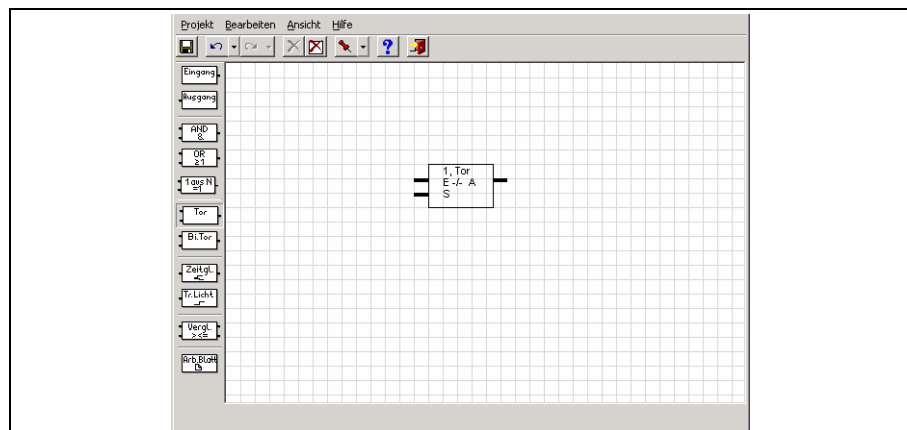 Projekt Bearbeiten Ansicht Hilfe
?
Eingang
Ausgang
AND
&
OR
≥1
1 aus N
=1
Tor
Bi.Tor
Zeitgl.
Tr.Licht
Vergl.
><=
Arb.Blatt
1, Tor
E -/- A
S